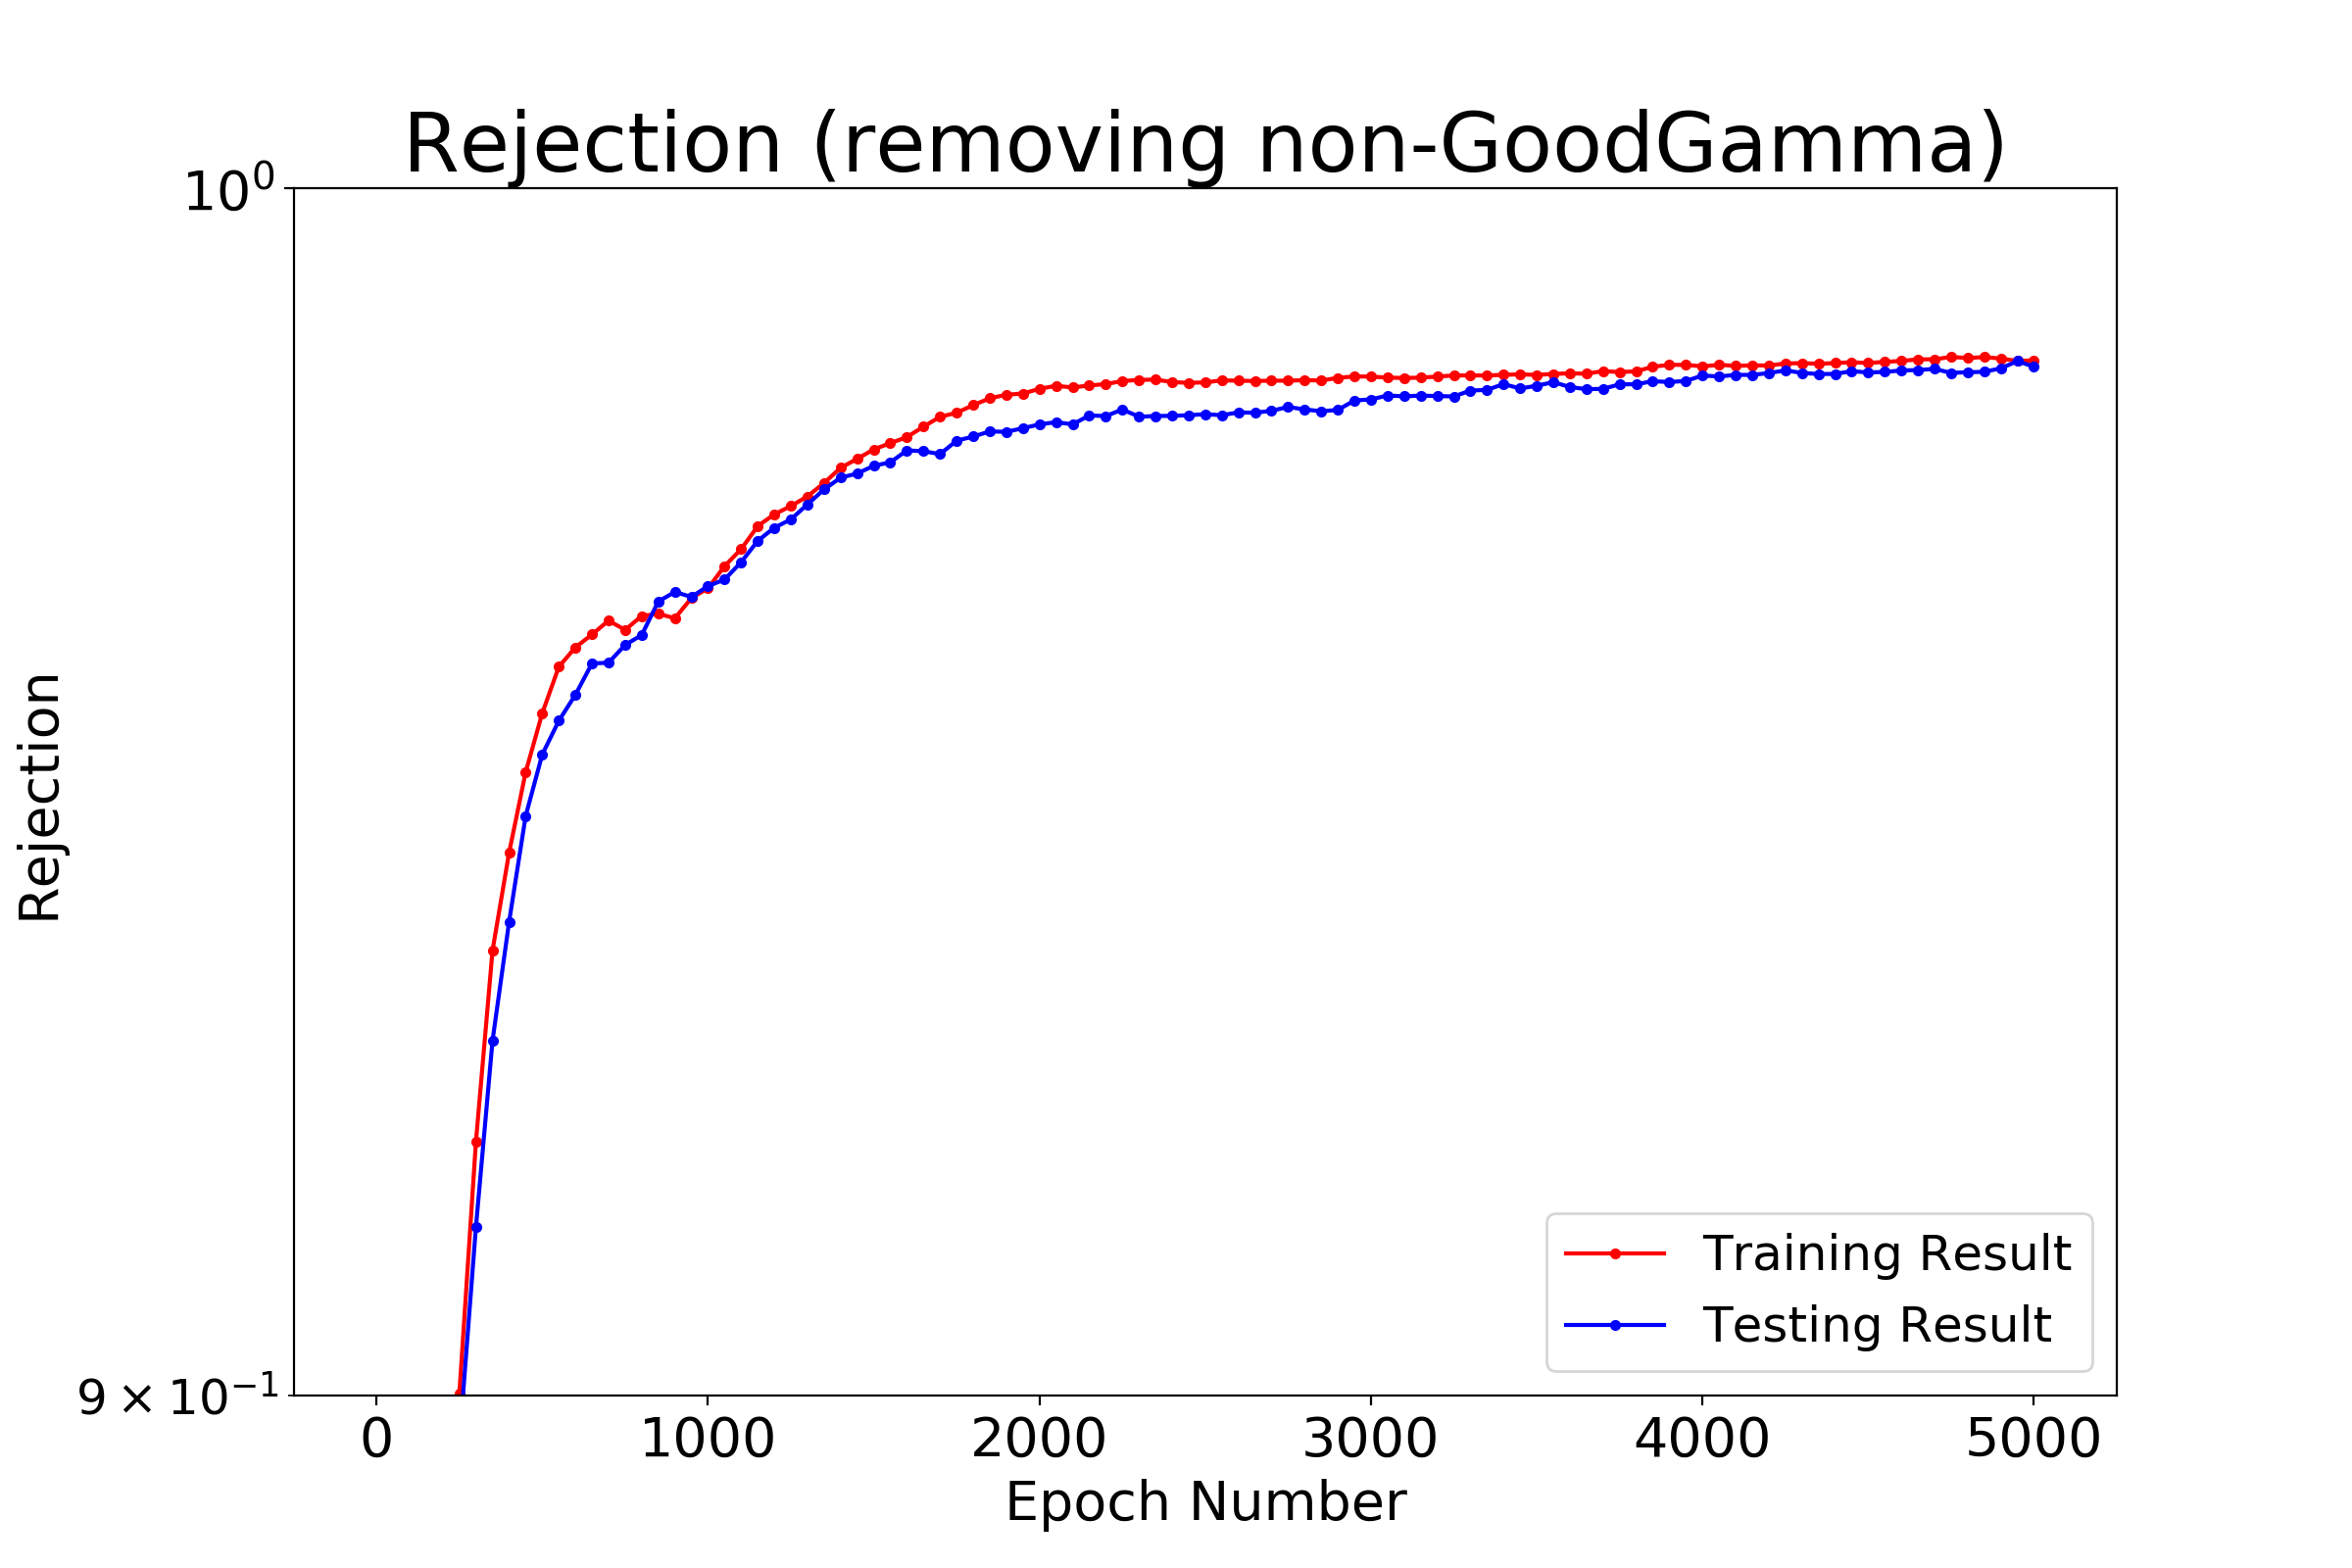 Rejection (removing non-GoodGamma)
10⁰
Rejection
9 × 10⁻¹
Training Result
Testing Result
0 1000 2000 3000 4000 5000
Epoch Number